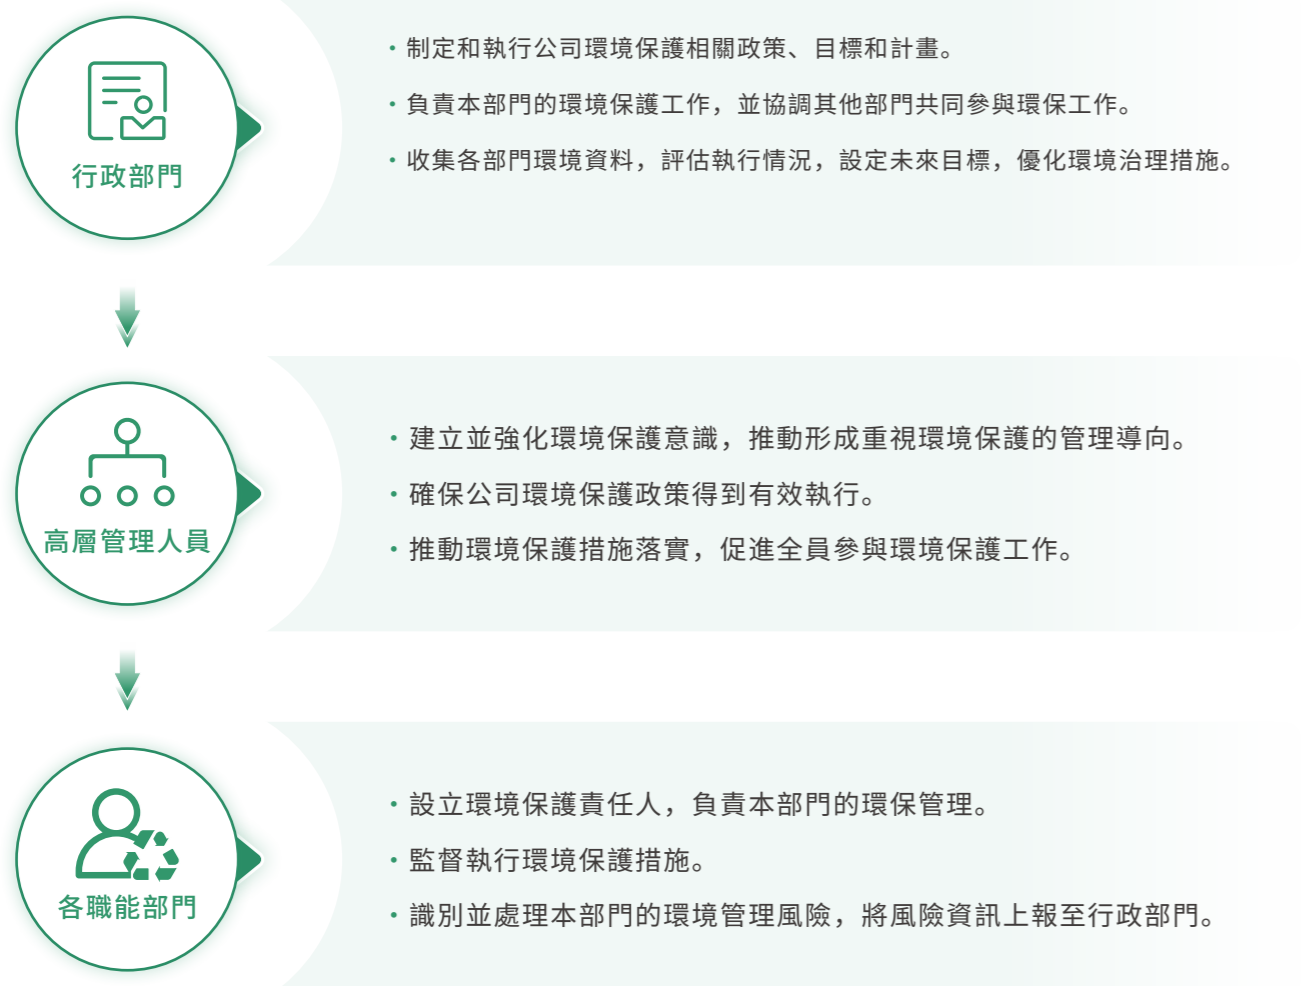 行政部門
• 制定和執行公司環境保護相關政策、目標和計畫。
• 負責本部門的環境保護工作，並協調其他部門共同參與環保工作。
• 收集各部門環境資料，評估執行情況，設定未來目標，優化環境治理措施。
高層管理人員
• 建立並強化環境保護意識，推動形成重視環境保護的管理導向。
• 確保公司環境保護政策得到有效執行。
• 推動環境保護措施落實，促進全員參與環境保護工作。
各職能部門
• 設立環境保護責任人，負責本部門的環保管理。
• 監督執行環境保護措施。
• 識別並處理本部門的環境管理風險，將風險資訊上報至行政部門。